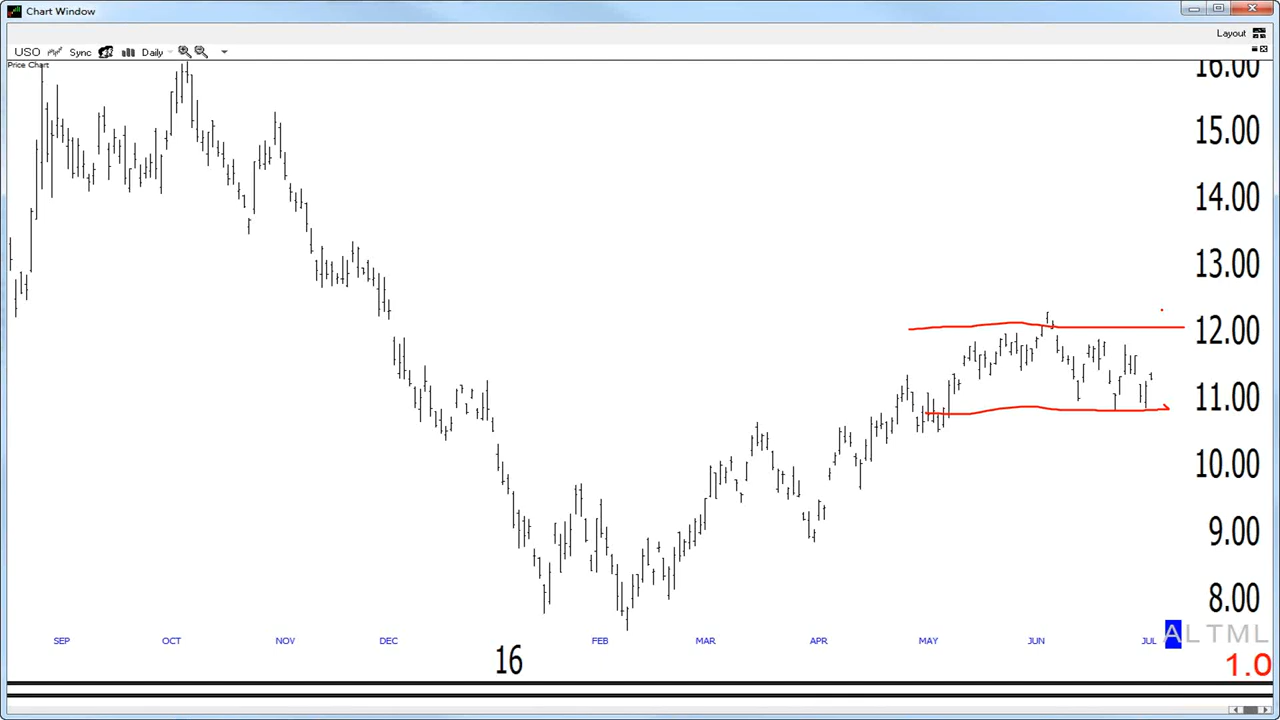 Chart Window
Layout
USO Sync Daily
Price Chart
16.00
15.00
14.00
13.00
12.00
11.00
10.00
9.00
8.00
SEP OCT NOV DEC FEB MAR APR MAY JUN JUL
A L T M L
16
1.0